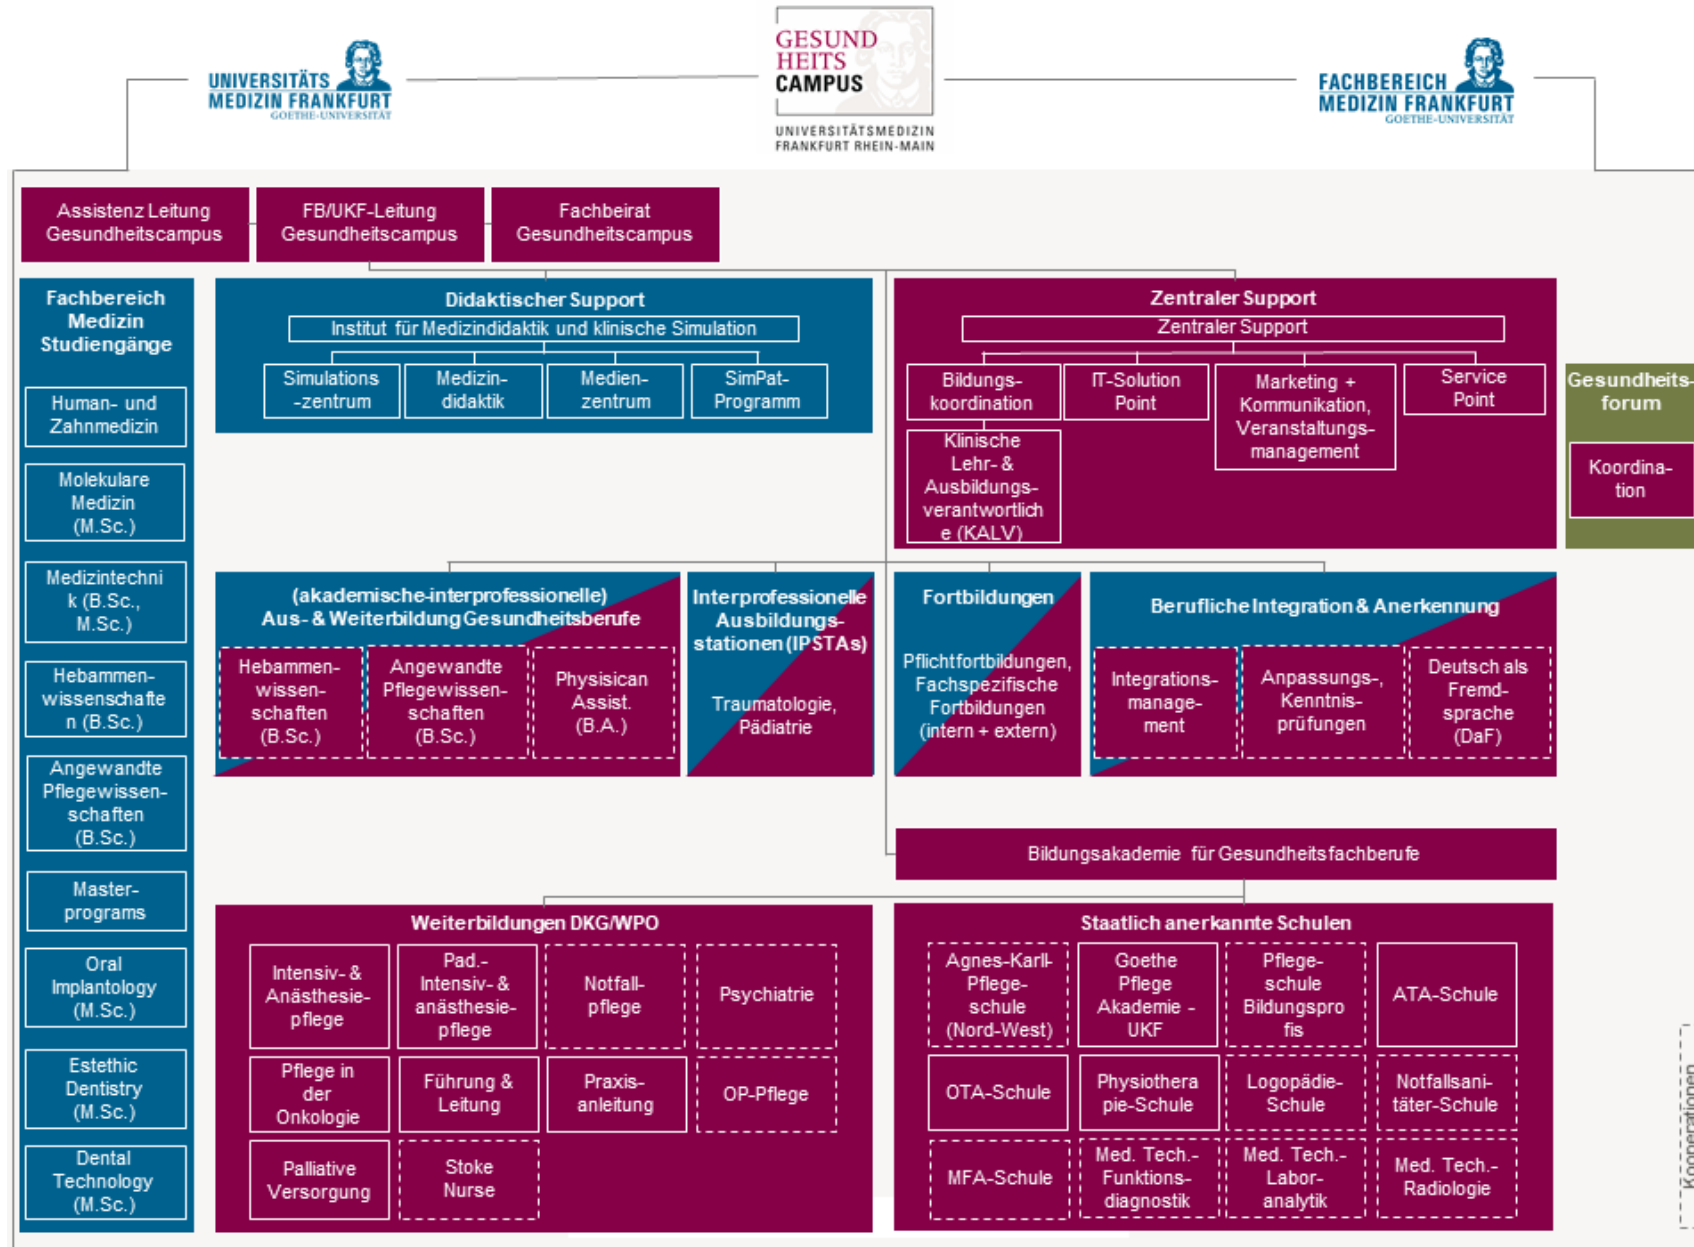 UNIVERSITÄTS
MEDIZIN FRANKFURT
GOETHE-UNIVERSITÄT
GESUND
HEITS
CAMPUS
UNIVERSITÄTSMEDIZIN
FRANKFURT RHEIN-MAIN
FACHBEREICH
MEDIZIN FRANKFURT
GOETHE-UNIVERSITÄT
Assistenz Leitung
Gesundheitscampus
FB/UKF-Leitung
Gesundheitscampus
Fachbeirat
Gesundheitscampus
Fachbereich
Medizin
Studiengänge
Human- und
Zahnmedizin
Molekulare
Medizin
(M.Sc.)
Medizintechni
k (B.Sc.,
M.Sc.)
Hebammen-
wissenschafte
n (B.Sc.)
Angewandte
Pflegewissen-
schaften
(B.Sc.)
Master-
programs
Oral
Implantology
(M.Sc.)
Estethic
Dentistry
(M.Sc.)
Dental
Technology
(M.Sc.)
Didaktischer Support
Institut für Medizindidaktik und klinische Simulation
Simulations
-zentrum
Medizin-
didaktik
Medien-
zentrum
SimPat-
Programm
Zentraler Support
Zentraler Support
Bildungs-
koordination
Klinische
Lehr- &
Ausbildungs-
verantwortlich
e (KALV)
IT-Solution
Point
Marketing +
Kommunikation,
Veranstaltungs-
management
Service
Point
Gesundheits-
forum
Koordina-
tion
(akademische-interprofessionelle)
Aus- & Weiterbildung Gesundheitsberufe
Hebammen-
wissen-
schaften
(B.Sc.)
Angewandte
Pflegewissen-
schaften
(B.Sc.)
Physisican
Assist.
(B.A.)
Interprofessionelle
Ausbildungs-
stationen (IPSTAs)
Traumatologie,
Pädiatrie
Fortbildungen
Pflichtfortbildungen,
Fachspezifische
Fortbildungen
(intern + extern)
Berufliche Integration & Anerkennung
Integrations-
manage-
ment
Anpassungs-,
Kenntnis-
prüfungen
Deutsch als
Fremd-
sprache
(DaF)
Bildungsakademie für Gesundheitsfachberufe
Weiterbildungen DKG/WPO
Intensiv- &
Anästhesie-
pflege
Pad.-
Intensiv- &
anästhesie-
pflege
Notfall-
pflege
Psychiatrie
Pflege in
der
Onkologie
Führung &
Leitung
Praxis-
anleitung
OP-Pflege
Palliative
Versorgung
Stoke
Nurse
Staatlich anerkannte Schulen
Agnes-Karll-
Pflege-
schule
(Nord-West)
Goethe
Pflege
Akademie -
UKF
Pflege-
schule
Bildungspro
fis
ATA-Schule
OTA-Schule
Physiothera
pie-Schule
Logopädie-
Schule
Notfallsani-
täter-Schule
MFA-Schule
Med. Tech.-
Funktions-
diagnostik
Med. Tech.-
Labor-
analytik
Med. Tech.-
Radiologie
Kooperationen